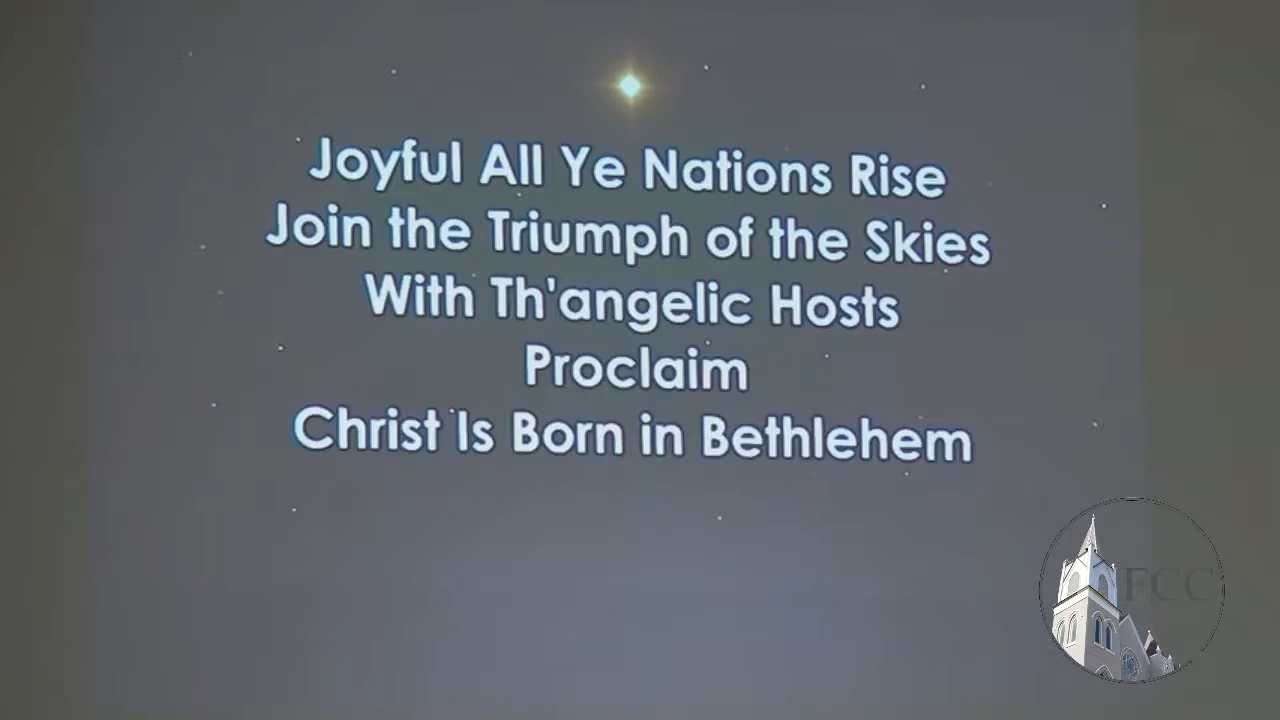 Joyful All Ye Nations Rise
Join the Triumph of the Skies
With Th'angelic Hosts
Proclaim
Christ Is Born in Bethlehem
FCC